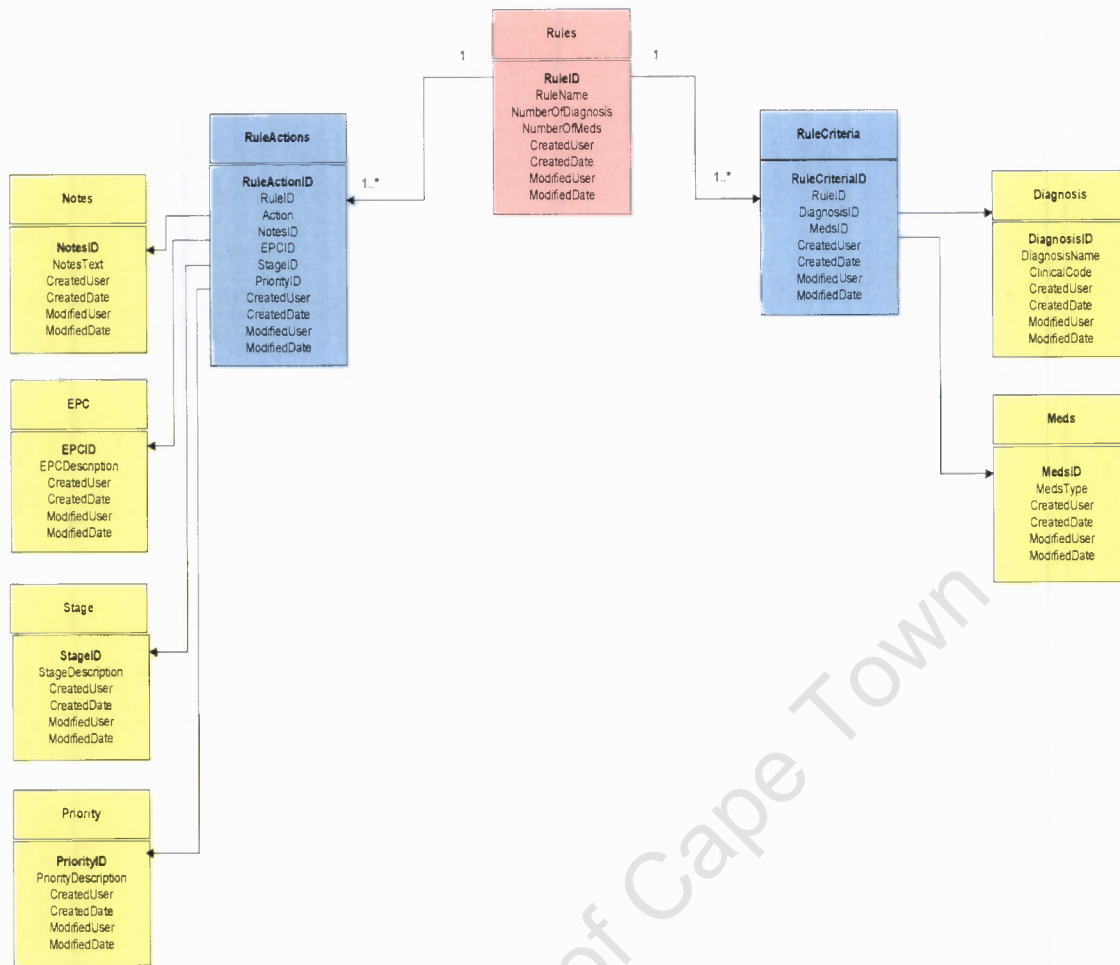 Rules
RuleID
RuleName
NumberOfDiagnosis
NumberOfMeds
CreatedUser
CreatedDate
ModifiedUser
ModifiedDate
1
1
1..*
1..*
RuleActions
RuleActionID
RuleID
Action
NotesID
EPCID
StageID
PriorityID
CreatedUser
CreatedDate
ModifiedUser
ModifiedDate
RuleCriteria
RuleCriteriaID
RuleID
DiagnosisID
MedsID
CreatedUser
CreatedDate
ModifiedUser
ModifiedDate
Notes
NotesID
NotesText
CreatedUser
CreatedDate
ModifiedUser
ModifiedDate
Diagnosis
DiagnosisID
DiagnosisName
ClinicalCode
CreatedUser
CreatedDate
ModifiedUser
ModifiedDate
EPC
EPCID
EPCDescription
CreatedUser
CreatedDate
ModifiedUser
ModifiedDate
Meds
MedsID
MedsType
CreatedUser
CreatedDate
ModifiedUser
ModifiedDate
Stage
StageID
StageDescription
CreatedUser
CreatedDate
ModifiedUser
ModifiedDate
Priority
PriorityID
PriorityDescription
CreatedUser
CreatedDate
ModifiedUser
ModifiedDate
of Cape Town